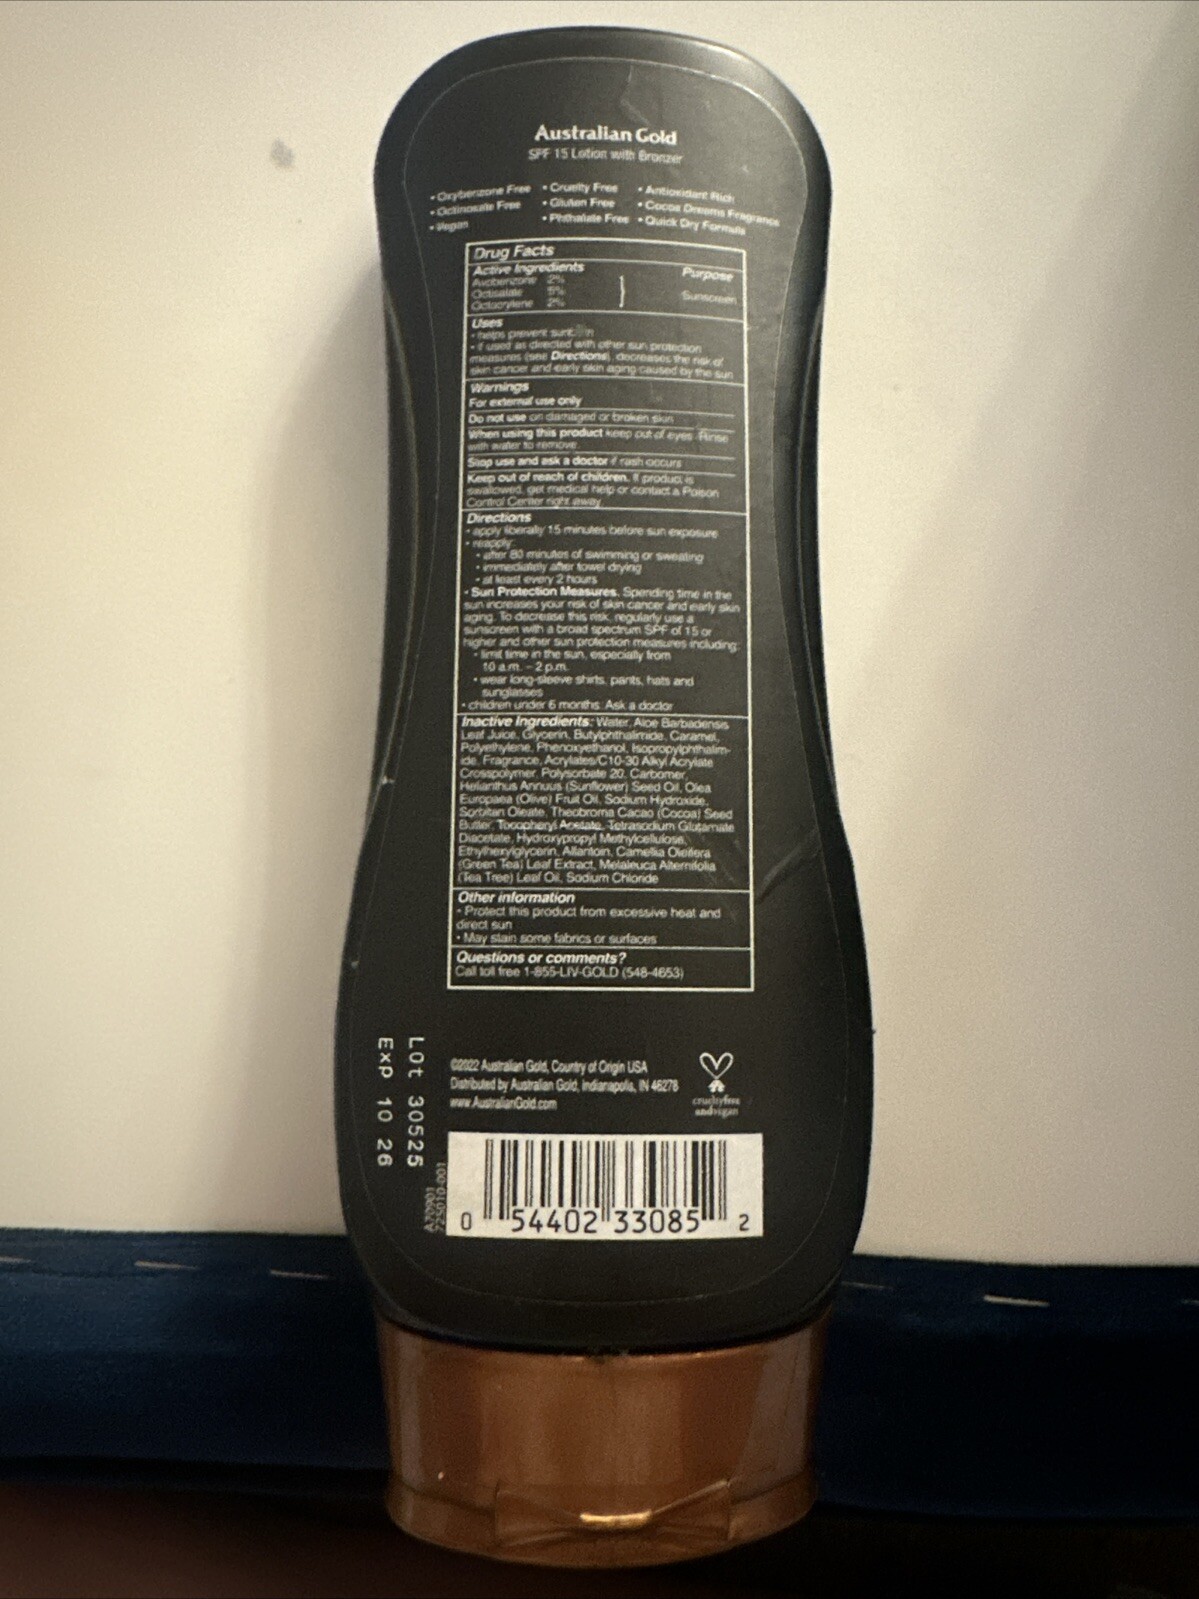 Australian Gold
SPF 15 Lotion with Bronzer
• Oxybenzone Free
• Octinoxate Free
• Vegan
• Cruelty Free
• Gluten Free
• Phthalate Free
• Antioxidant Rich
• Cocoa Dreams Fragrance
• Quick Dry Formula
Drug Facts
Active Ingredients Purpose
Avobenzone 2%
Octisalate 5% Sunscreen
Octocrylene 2%
Uses
• helps prevent
• if used as directed with other sun protection
measures (see Directions), decreases the risk of
skin cancer and early skin aging caused by the sun
Warnings
For external use only
Do not use on damaged or broken skin
When using this product keep out of eyes. Rinse
with water to remove.
Stop use and ask a doctor if rash occurs
Keep out of reach of children. If product is
swallowed, get medical help or contact a Poison
Control Center right away.
Directions
• apply liberally 15 minutes before sun exposure
• reapply:
• after 80 minutes of swimming or sweating
• immediately after towel drying
• at least every 2 hours
• Sun Protection Measures. Spending time in the
sun increases your risk of skin cancer and early skin
aging. To decrease this risk, regularly use a
sunscreen with a broad spectrum SPF of 15 or
higher and other sun protection measures including:
• limit time in the sun, especially from
10 a.m. – 2 p.m.
• wear long-sleeve shirts, pants, hats and
sunglasses
• children under 6 months: Ask a doctor
Inactive Ingredients: Water, Aloe Barbadensis
Leaf Juice, Glycerin, Butylphthalimide, Caramel,
Polyethylene, Phenoxyethanol, Isopropylphthalim-
ide, Fragrance, Acrylates/C10-30 Alkyl Acrylate
Crosspolymer, Polysorbate 20, Carbomer,
Helianthus Annuus (Sunflower) Seed Oil, Olea
Europaea (Olive) Fruit Oil, Sodium Hydroxide,
Sorbitan Oleate, Theobroma Cacao (Cocoa) Seed
Butter, Tocopheryl Acetate, Tetrasodium Glutamate
Diacetate, Hydroxypropyl Methylcellulose,
Ethylhexylglycerin, Allantoin, Camellia Oleifera
(Green Tea) Leaf Extract, Melaleuca Alternifolia
(Tea Tree) Leaf Oil, Sodium Chloride
Other information
• Protect this product from excessive heat and
direct sun
• May stain some fabrics or surfaces
Questions or comments?
Call toll free 1-855-LIV-GOLD (548-4653)
©2022 Australian Gold, Country of Origin USA
Distributed by Australian Gold, Indianapolis, IN 46278
www.AustralianGold.com
crueltyfree
andvegan
Lot 30525
Exp 10 26
A70901
225010-001
0 54402 33085 2